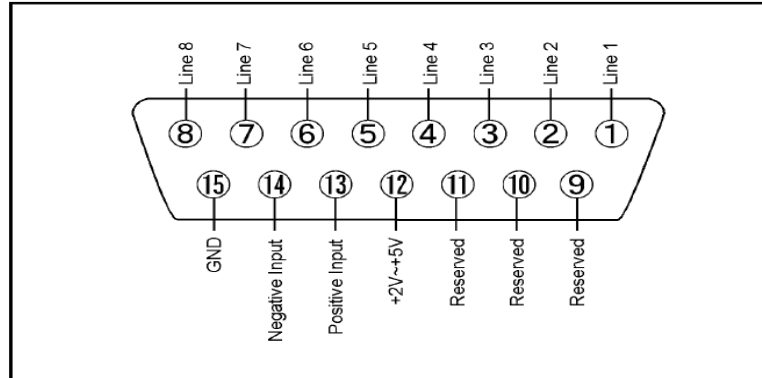 Line 8
Line 7
Line 6
Line 5
Line 4
Line 3
Line 2
Line 1
8
7
6
5
4
3
2
1
15
14
13
12
11
10
9
GND
Negative Input
Positive Input
+2V~+5V
Reserved
Reserved
Reserved